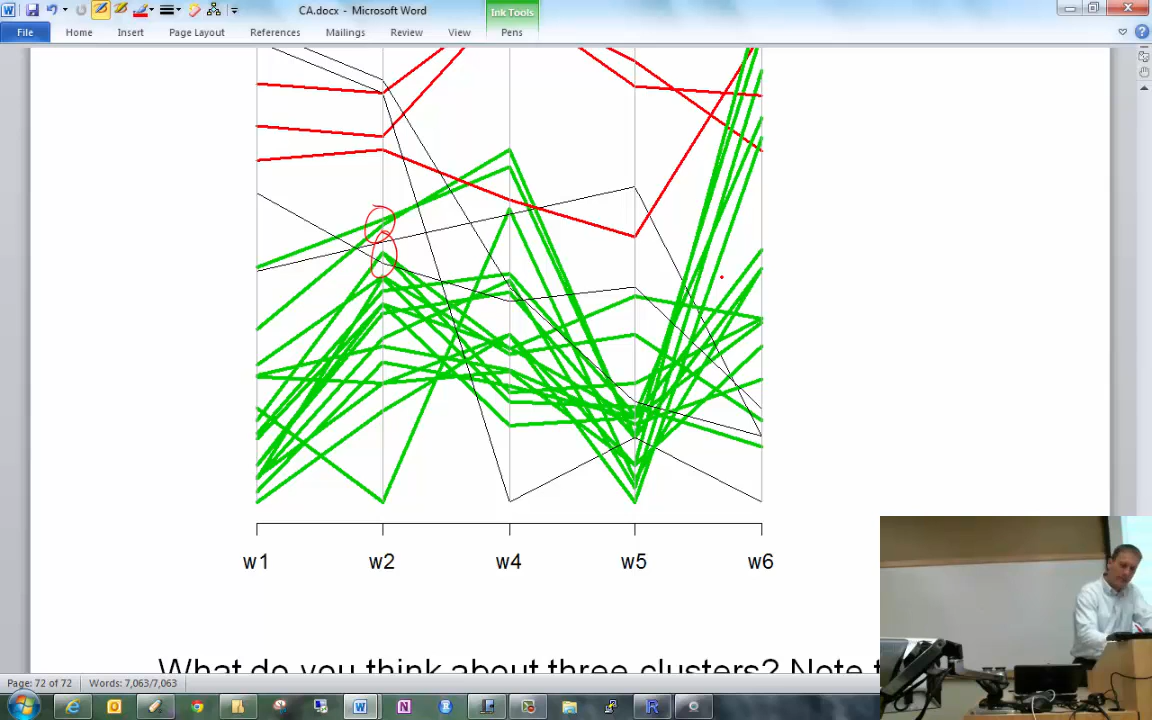 CA.docx - Microsoft Word
Ink Tools
File
Home
Insert
Page Layout
References
Mailings
Review
View
Pens
w1
w2
w4
w5
w6
What do you think about three clusters? Note t
Page: 72 of 72
Words: 7,063/7,063